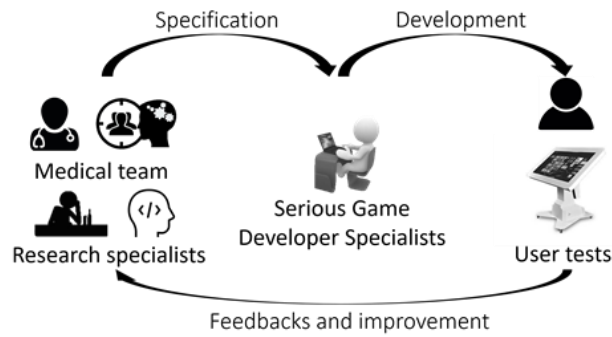 Specification
Development
Medical team
Research specialists
</>
Serious Game
Developer Specialists
User tests
Feedbacks and improvement